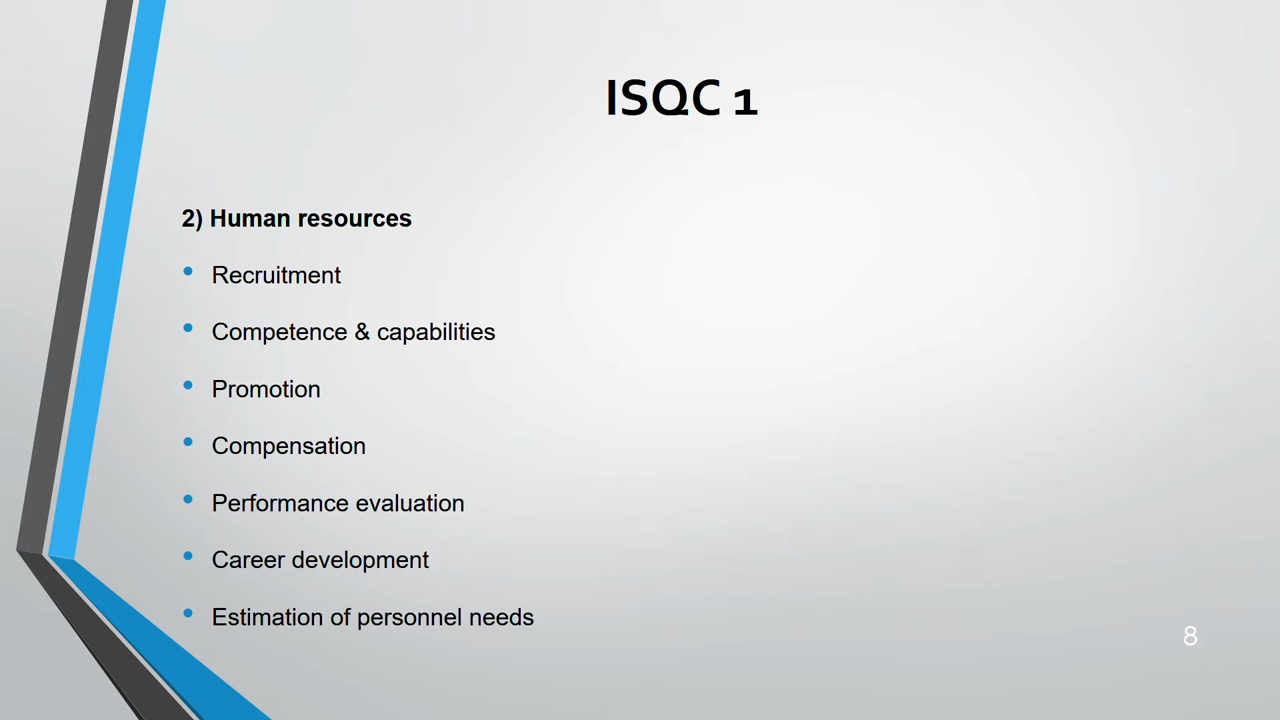 ISQC 1
2) Human resources
• Recruitment
• Competence & capabilities
• Promotion
• Compensation
• Performance evaluation
• Career development
• Estimation of personnel needs
8